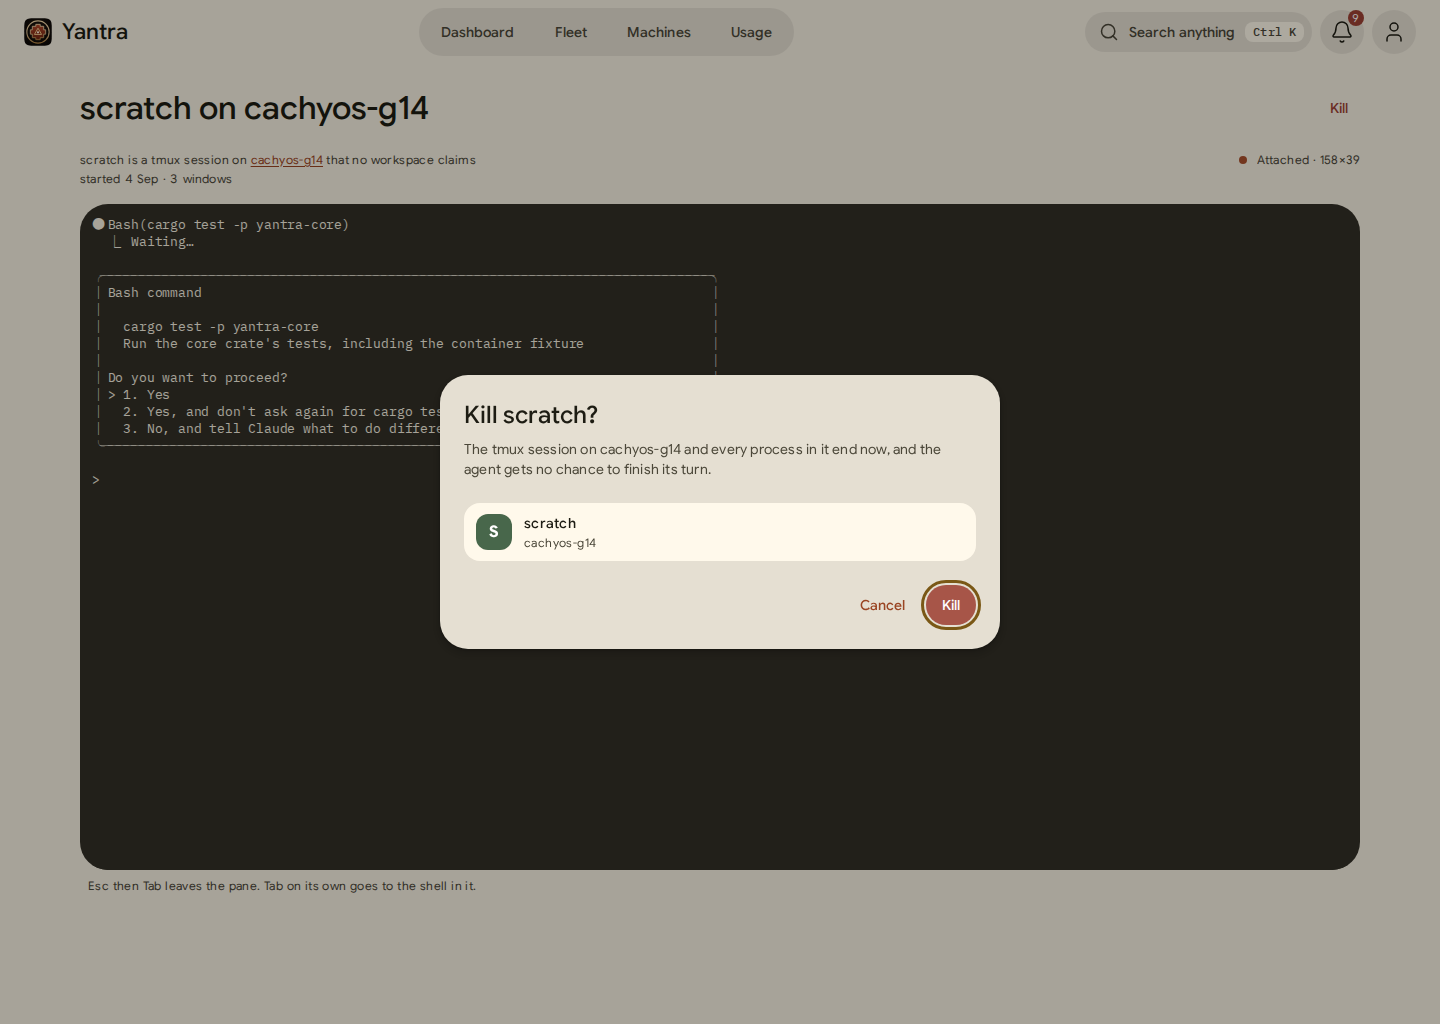 Yantra
Dashboard Fleet Machines Usage
Search anything Ctrl K
9
scratch on cachyos-g14
Kill
scratch is a tmux session on cachyos-g14 that no workspace claims
Attached · 158×39
started 4 Sep · 3 windows
Bash(cargo test -p yantra-core)
Waiting…
Bash command
cargo test -p yantra-core
Run the core crate's tests, including the container fixture
Do you want to proceed?
> 1. Yes
2. Yes, and don't ask again for cargo tes
3. No, and tell Claude what to do differe
>
Kill scratch?
The tmux session on cachyos-g14 and every process in it end now, and the
agent gets no chance to finish its turn.
S
scratch
cachyos-g14
Cancel Kill
Esc then Tab leaves the pane. Tab on its own goes to the shell in it.